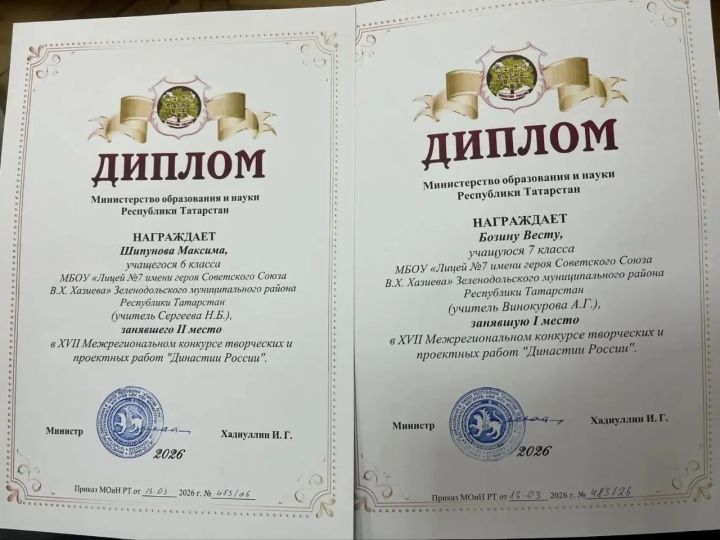 ДИПЛОМ
Министерство образования и науки
Республики Татарстан
НАГРАЖДАЕТ
Шипунова Максима,
учащегося 6 класса
МБОУ «Лицей №7 имени героя Советского Союза
В.Х. Хазиева» Зеленодольского муниципального района
Республики Татарстан
(учитель Сергеева Н.Б.),
занявшего II место
в XVII Межрегиональном конкурсе творческих и
проектных работ "Династии России".
Министр Хадиуллин И. Г.
2026
Приказ МОиН РТ от 13.03 2026 г. № 483/26
ДИПЛОМ
Министерство образования и науки
Республики Татарстан
НАГРАЖДАЕТ
Бозину Весту,
учащуюся 7 класса
МБОУ «Лицей №7 имени героя Советского Союза
В.Х. Хазиева» Зеленодольского муниципального района
Республики Татарстан
(учитель Винокурова А.Г.),
занявшую I место
в XVII Межрегиональном конкурсе творческих и
проектных работ "Династии России".
Министр Хадиуллин И. Г.
2026
Приказ МОиН РТ от 13.03 2026 г. № 483/26